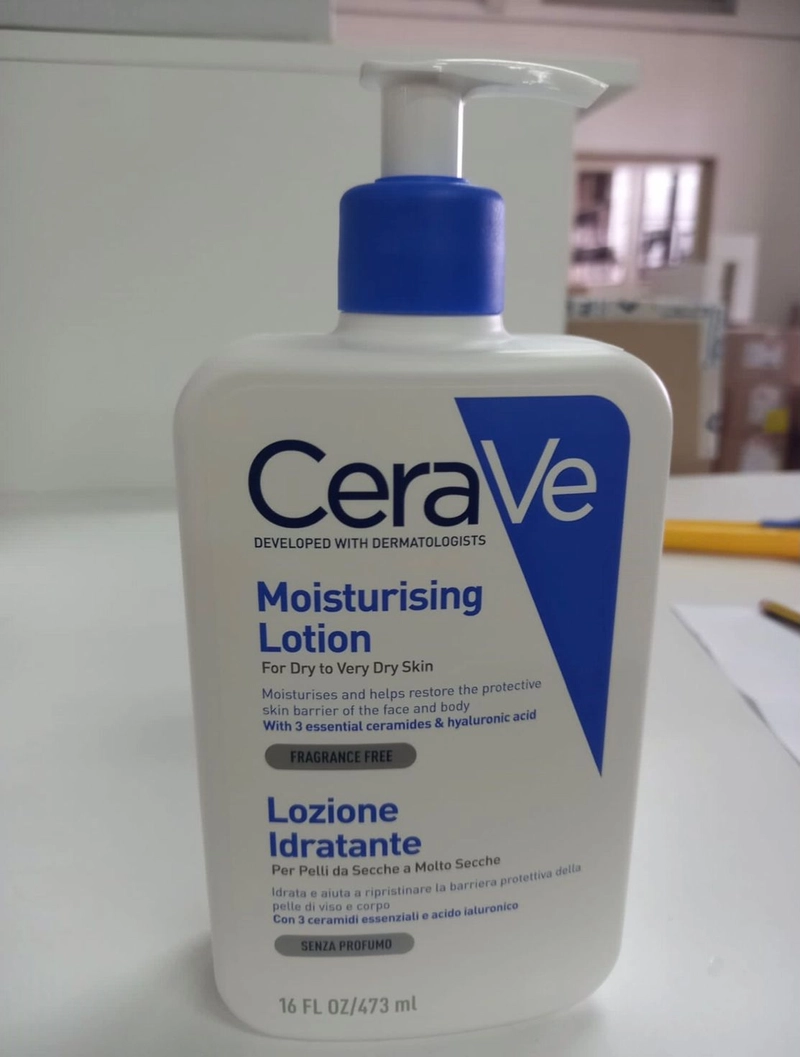 CeraVe
DEVELOPED WITH DERMATOLOGISTS
Moisturising
Lotion
For Dry to Very Dry Skin
Moisturises and helps restore the protective
skin barrier of the face and body
With 3 essential ceramides & hyaluronic acid
FRAGRANCE FREE
Lozione
Idratante
Per Pelli da Secche a Molto Secche
Idrata e aiuta a ripristinare la barriera protettiva della
pelle di viso e corpo
Con 3 ceramidi essenziali e acido ialuronico
SENZA PROFUMO
16 FL OZ/473 ml